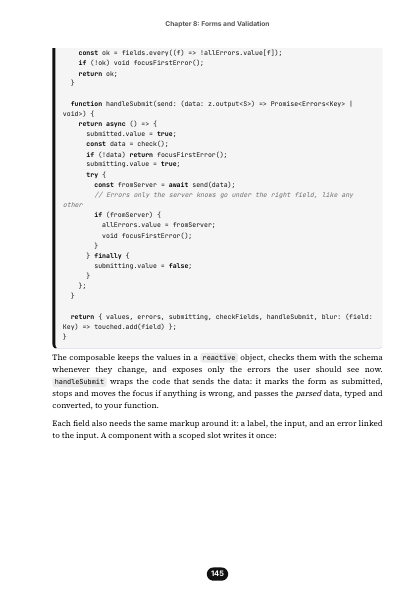 Chapter 8: Forms and Validation
const ok = fields.every((f) => !allErrors.value[f]);
if (!ok) void focusFirstError();
return ok;
}
function handleSubmit(send: (data: z.output<S>) => Promise<Errors<Key> |
void>) {
return async () => {
submitted.value = true;
const data = check();
if (!data) return focusFirstError();
submitting.value = true;
try {
const fromServer = await send(data);
// Errors only the server knows go under the right field, like any
other
if (fromServer) {
allErrors.value = fromServer;
void focusFirstError();
}
} finally {
submitting.value = false;
}
};
}
return { values, errors, submitting, checkFields, handleSubmit, blur: (field:
Key) => touched.add(field) };
}
The composable keeps the values in a reactive object, checks them with the schema
whenever they change, and exposes only the errors the user should see now.
handleSubmit wraps the code that sends the data: it marks the form as submitted,
stops and moves the focus if anything is wrong, and passes the parsed data, typed and
converted, to your function.
Each field also needs the same markup around it: a label, the input, and an error linked
to the input. A component with a scoped slot writes it once:
145